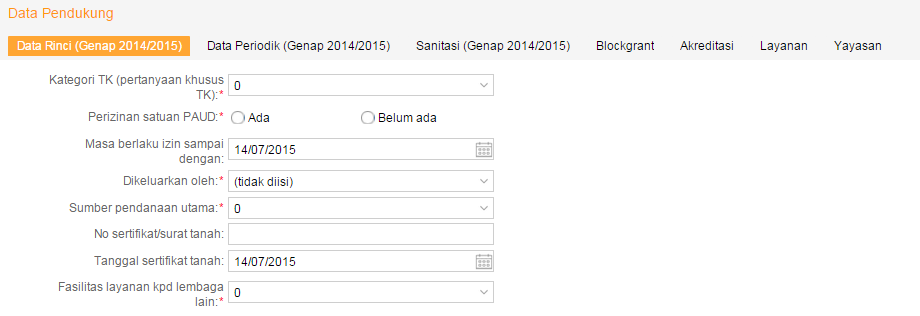 Data Pendukung
Data Rinci (Genap 2014/2015) Data Periodik (Genap 2014/2015) Sanitasi (Genap 2014/2015) Blockgrant Akreditasi Layanan Yayasan
Kategori TK (pertanyaan khusus
TK):* 0
Perizinan satuan PAUD:* Ada Belum ada
Masa berlaku izin sampai
dengan: 14/07/2015
Dikeluarkan oleh:* (tidak diisi)
Sumber pendanaan utama:* 0
No sertifikat/surat tanah:
Tanggal sertifikat tanah: 14/07/2015
Fasilitas layanan kpd lembaga
lain:* 0